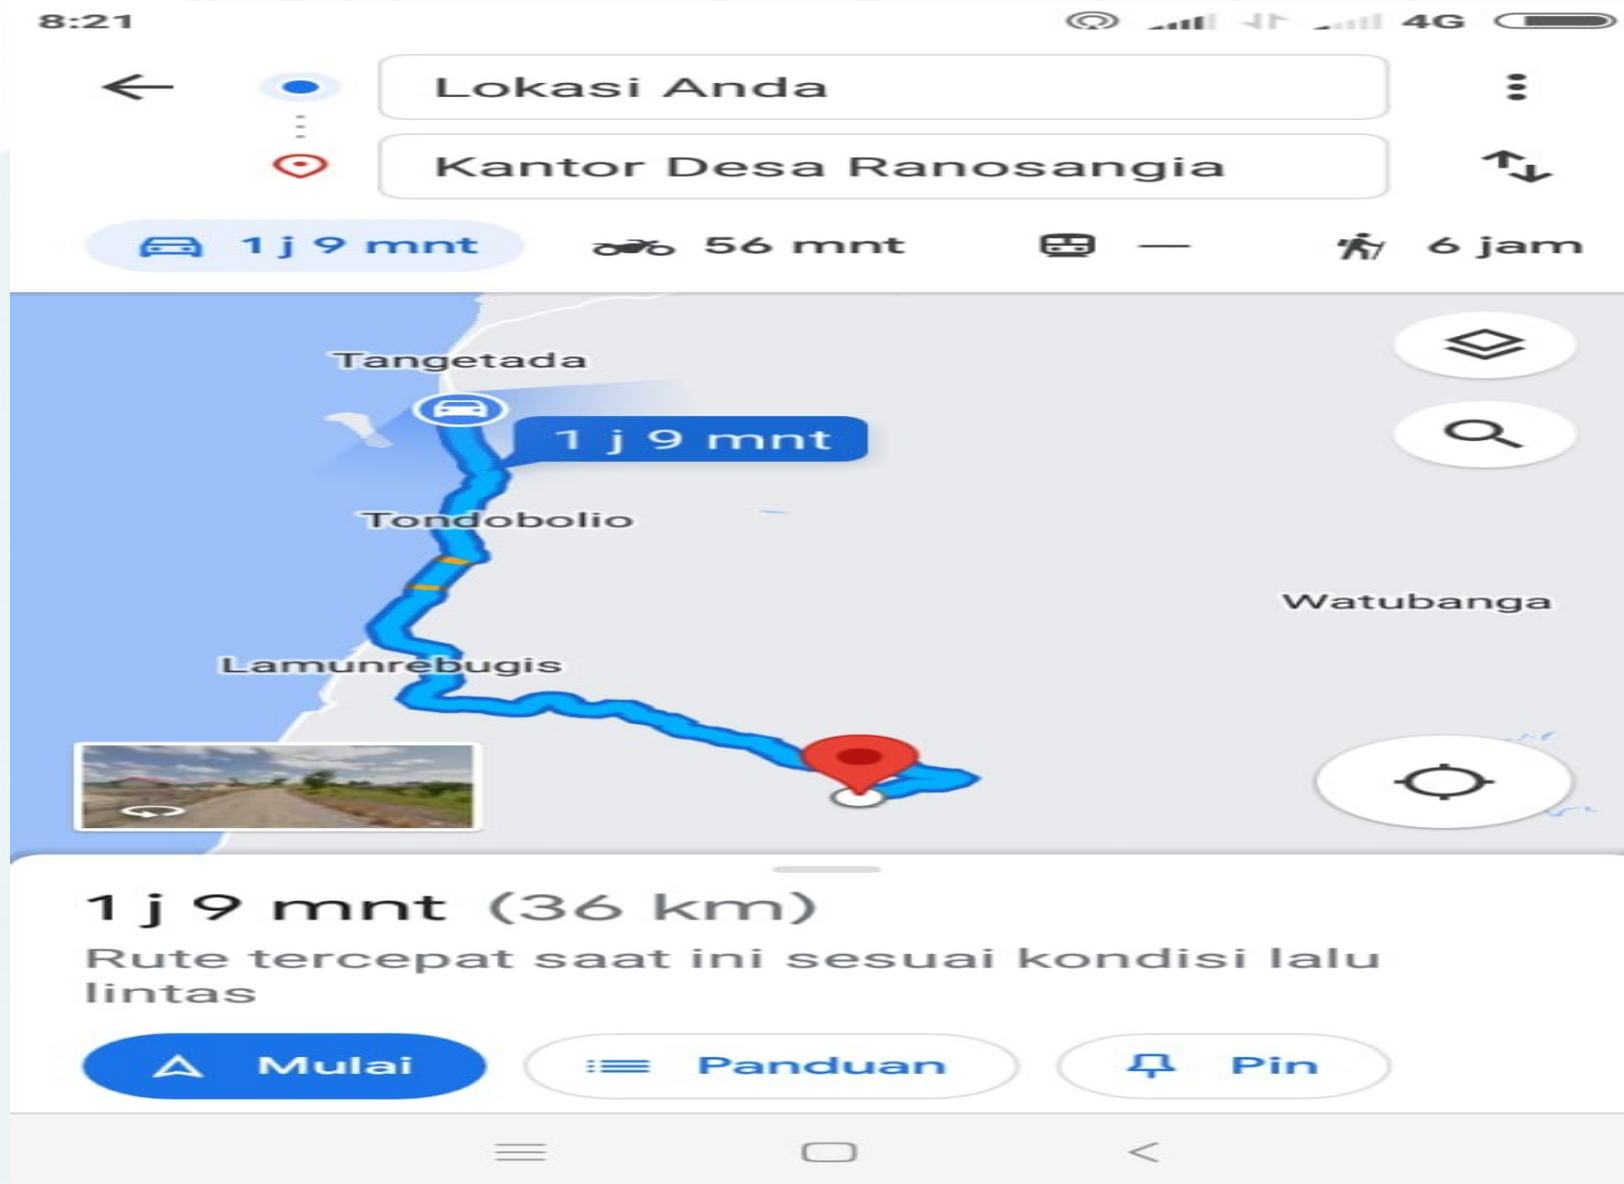 8:21
4G
Lokasi Anda
Kantor Desa Ranosangia
1 j 9 mnt
56 mnt
—
6 jam
Tangetada
1 j 9 mnt
Tondobolio
Watubanga
Lamunrebugis
1 j 9 mnt (36 km)
Rute tercepat saat ini sesuai kondisi lalu
lintas
Mulai
Panduan
Pin